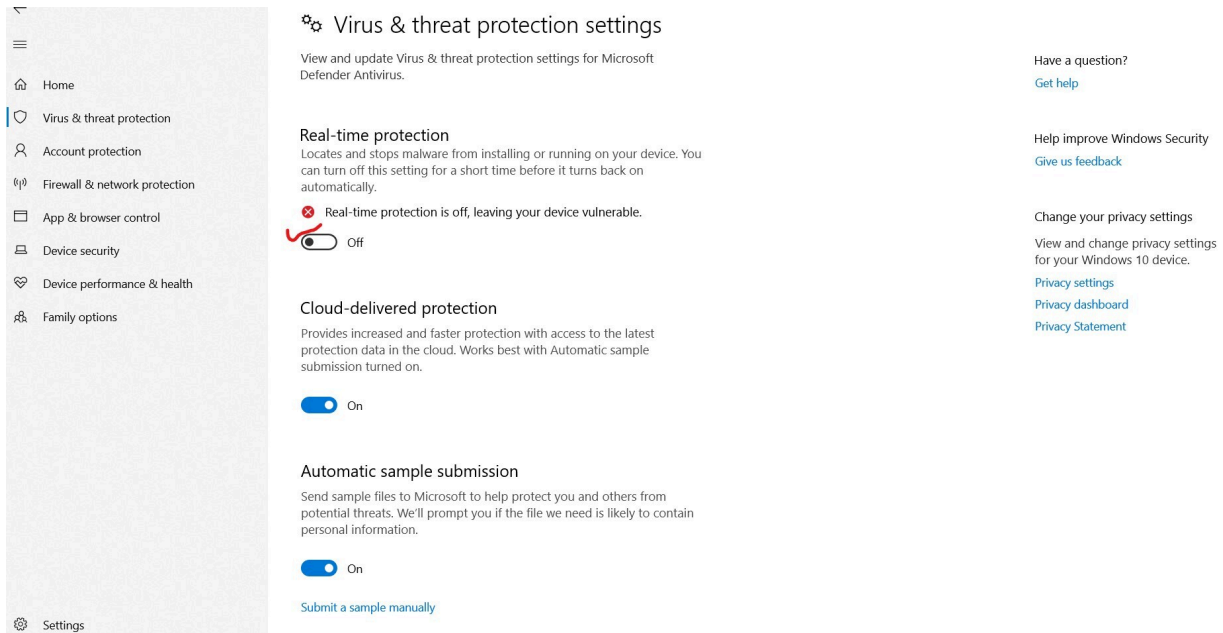 Virus & threat protection settings
View and update Virus & threat protection settings for Microsoft
Defender Antivirus.
Home
Virus & threat protection
Account protection
Firewall & network protection
App & browser control
Device security
Device performance & health
Family options
Settings
Real-time protection
Locates and stops malware from installing or running on your device. You
can turn off this setting for a short time before it turns back on
automatically.
Real-time protection is off, leaving your device vulnerable.
Off
Cloud-delivered protection
Provides increased and faster protection with access to the latest
protection data in the cloud. Works best with Automatic sample
submission turned on.
On
Automatic sample submission
Send sample files to Microsoft to help protect you and others from
potential threats. We'll prompt you if the file we need is likely to contain
personal information.
On
Submit a sample manually
Have a question?
Get help
Help improve Windows Security
Give us feedback
Change your privacy settings
View and change privacy settings
for your Windows 10 device.
Privacy settings
Privacy dashboard
Privacy Statement